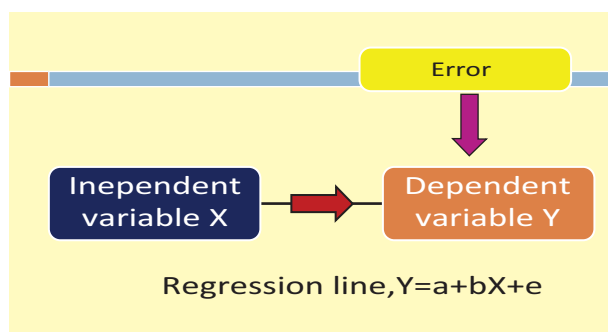 Error
Inependent
variable X
Dependent
variable Y
Regression line,Y=a+bX+e